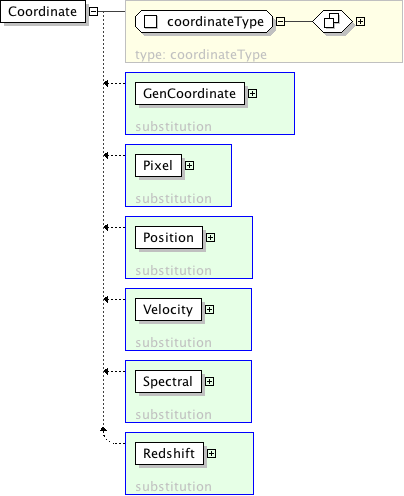 Coordinate
coordinateType
type: coordinateType
GenCoordinate
substitution
Pixel
substitution
Position
substitution
Velocity
substitution
Spectral
substitution
Redshift
substitution